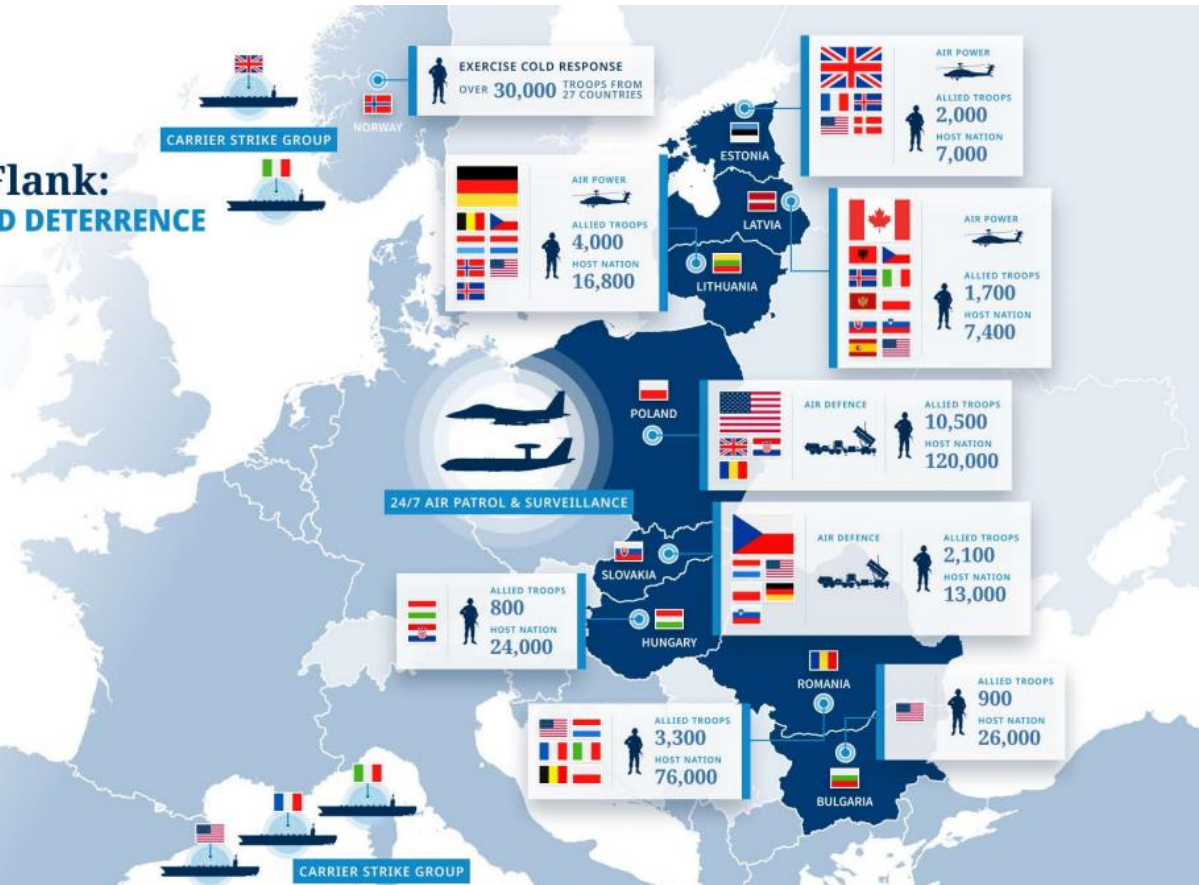 Flank:
D DETERRENCE
CARRIER STRIKE GROUP
NORWAY
EXERCISE COLD RESPONSE
OVER 30,000 TROOPS FROM
27 COUNTRIES
AIR POWER
ALLIED TROOPS
2,000
HOST NATION
7,000
ESTONIA
AIR POWER
ALLIED TROOPS
4,000
HOST NATION
16,800
LATVIA
LITHUANIA
AIR POWER
ALLIED TROOPS
1,700
HOST NATION
7,400
POLAND
AIR DEFENCE
ALLIED TROOPS
10,500
HOST NATION
120,000
24/7 AIR PATROL & SURVEILLANCE
SLOVAKIA
AIR DEFENCE
ALLIED TROOPS
2,100
HOST NATION
13,000
ALLIED TROOPS
800
HOST NATION
24,000
HUNGARY
ROMANIA
ALLIED TROOPS
3,300
HOST NATION
76,000
ALLIED TROOPS
900
HOST NATION
26,000
BULGARIA
CARRIER STRIKE GROUP